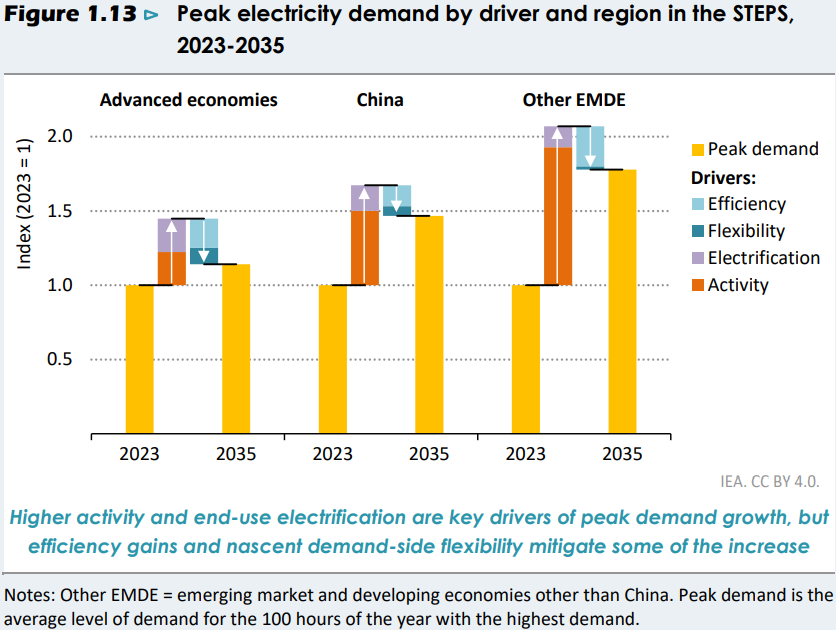 Figure 1.13 ▷ Peak electricity demand by driver and region in the STEPS,
2023-2035
Advanced economies China Other EMDE
Index (2023 = 1)
2.0
1.5
1.0
0.5
Peak demand
Drivers:
Efficiency
Flexibility
Electrification
Activity
2023 2035 2023 2035 2023 2035
IEA. CC BY 4.0.
Higher activity and end-use electrification are key drivers of peak demand growth, but
efficiency gains and nascent demand-side flexibility mitigate some of the increase
Notes: Other EMDE = emerging market and developing economies other than China. Peak demand is the
average level of demand for the 100 hours of the year with the highest demand.